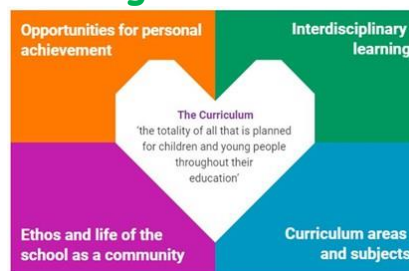 Opportunities for personal
achievement
Interdisciplinary
learning
The Curriculum
'the totality of all that is planned
for children and young people
throughout their
education'
Ethos and life of the
school as a community
Curriculum areas
and subjects